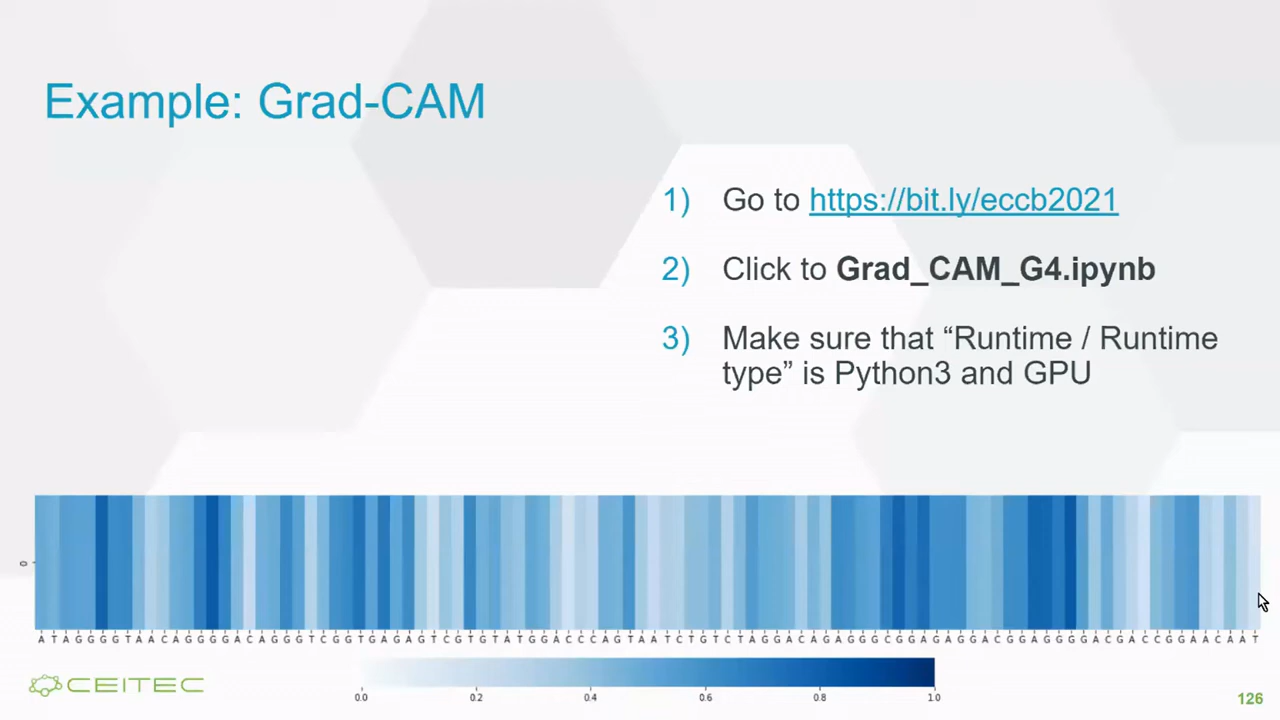 Example: Grad-CAM
1) Go to https://bit.ly/eccb2021
2) Click to Grad_CAM_G4.ipynb
3) Make sure that “Runtime / Runtime
type” is Python3 and GPU
0
A T A G G G G T A A C A G G G G A C A G G G T C G G T G A G A G T C G T G T A T G G A C C C A G T A A T C T G T C T A G G A C A G A G G G C G G A G A G G A C G G A G G G G A C G A C C G G A A C A A T
0.0 0.2 0.4 0.6 0.8 1.0
CEITEC
126